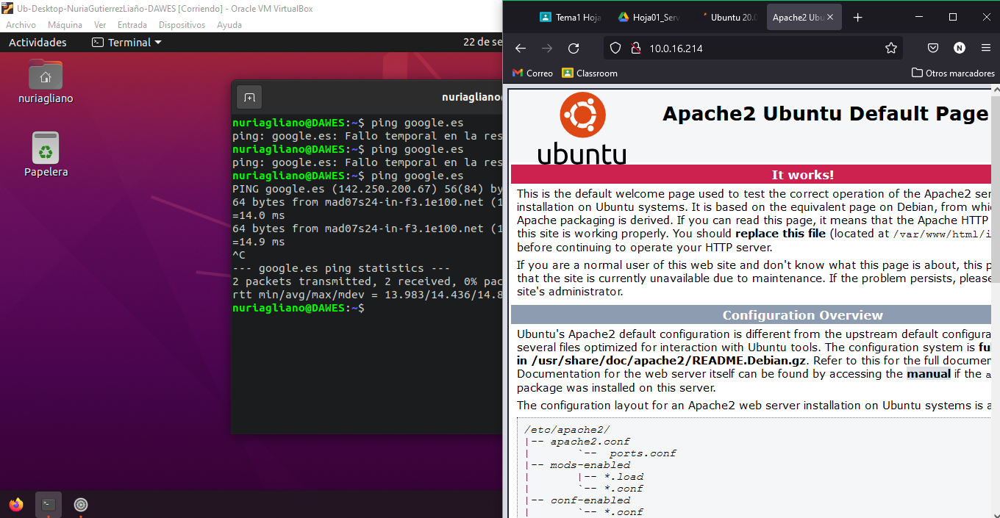 Ub-Desktop-NuriaGutierrezLiaño-DAWES [Corriendo] - Oracle VM VirtualBox
Archivo Máquina Ver Entrada Dispositivos Ayuda
Actividades Terminal 22 de se
nuriagliano
Papelera
nuriagliano
nuriagliano@DAWES:~$ ping google.es
ping: google.es: Fallo temporal en la res
nuriagliano@DAWES:~$ ping google.es
ping: google.es: Fallo temporal en la res
nuriagliano@DAWES:~$ ping google.es
PING google.es (142.250.200.67) 56(84) by
64 bytes from mad07s24-in-f3.1e100.net (1
=14.0 ms
64 bytes from mad07s24-in-f3.1e100.net (1
=14.9 ms
^C
--- google.es ping statistics ---
2 packets transmitted, 2 received, 0% pac
rtt min/avg/max/mdev = 13.983/14.436/14.8
nuriagliano@DAWES:~$
Tema1 Hoja Hoja01_Serv Ubuntu 20.0 Apache2 Ubu
10.0.16.214
N
Correo Classroom Otros marcadores
Apache2 Ubuntu Default Page
ubuntu
It works!
This is the default welcome page used to test the correct operation of the Apache2 ser
installation on Ubuntu systems. It is based on the equivalent page on Debian, from whic
Apache packaging is derived. If you can read this page, it means that the Apache HTTP
this site is working properly. You should replace this file (located at /var/www/html/i
before continuing to operate your HTTP server.
If you are a normal user of this web site and don't know what this page is about, this p
that the site is currently unavailable due to maintenance. If the problem persists, please
site's administrator.
Configuration Overview
Ubuntu's Apache2 default configuration is different from the upstream default configura
several files optimized for interaction with Ubuntu tools. The configuration system is ful
in /usr/share/doc/apache2/README.Debian.gz. Refer to this for the full documen
Documentation for the web server itself can be found by accessing the manual if the a
package was installed on this server.
The configuration layout for an Apache2 web server installation on Ubuntu systems is a
/etc/apache2/
|-- apache2.conf
|       `-- ports.conf
|-- mods-enabled
|       |-- *.load
|       `-- *.conf
|-- conf-enabled
|       `-- *.conf